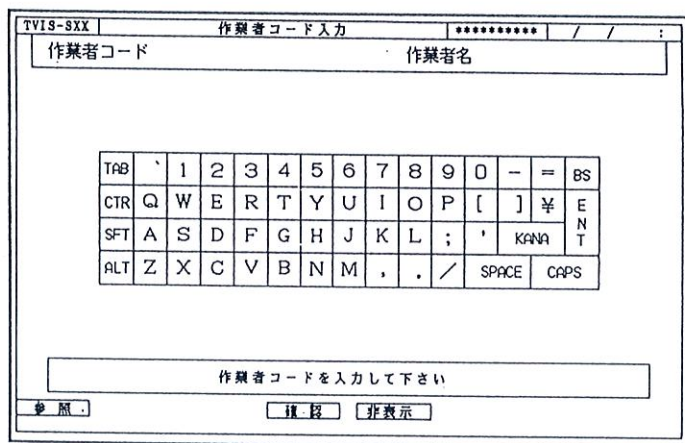 TVIS-SXX 作業者コード入力 ********** / / :
作業者コード 作業者名
TAB ` 1 2 3 4 5 6 7 8 9 0 - = BS
CTR Q W E R T Y U I O P [ ] ¥ ENT
SFT A S D F G H J K L ; ' KANA
ALT Z X C V B N M , . / SPACE CAPS
作業者コードを入力して下さい
参照 確認 非表示